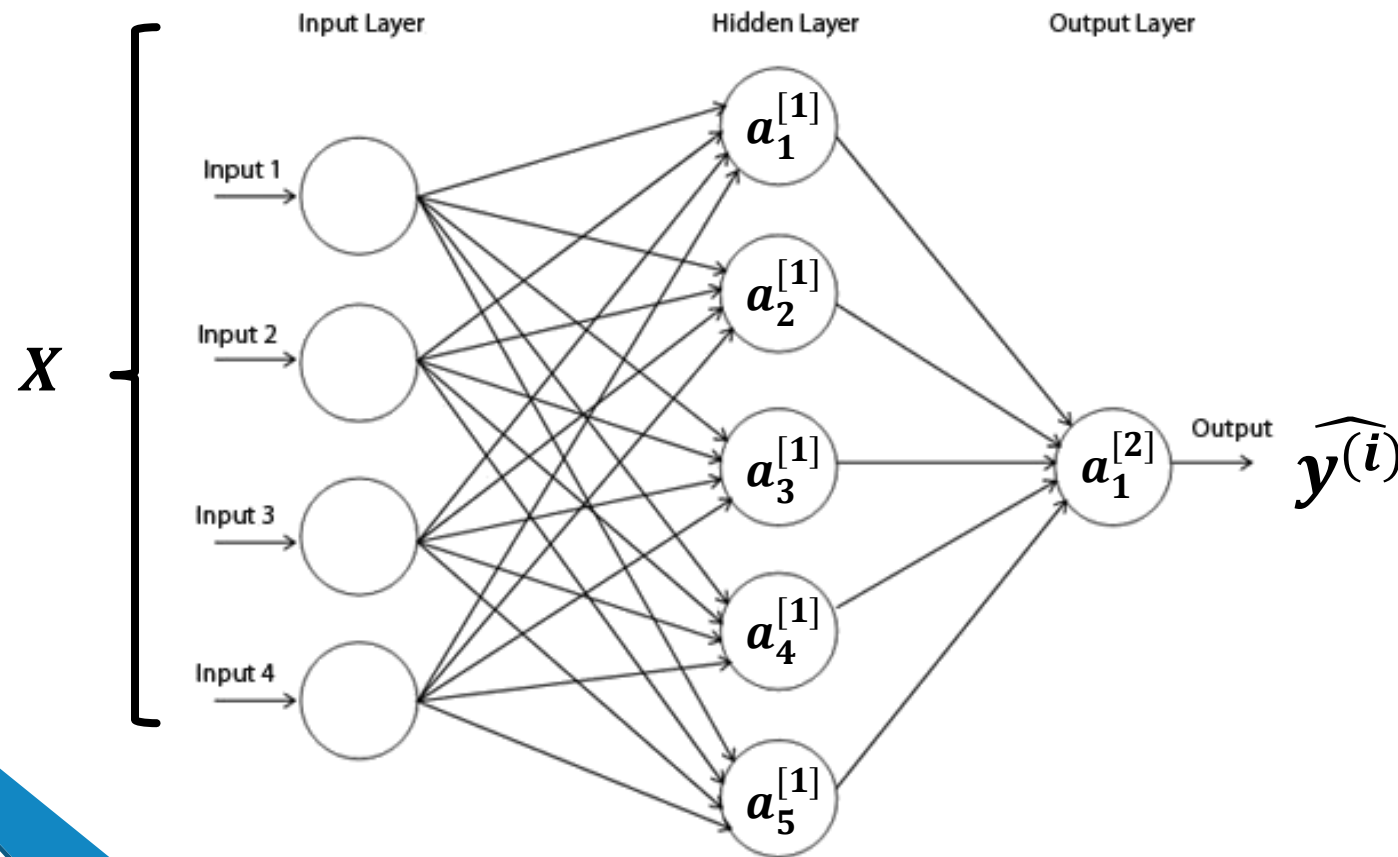 Input Layer
Hidden Layer
Output Layer
X
Input 1
Input 2
Input 3
Input 4
a_1^{[1]}
a_2^{[1]}
a_3^{[1]}
a_4^{[1]}
a_5^{[1]}
a_1^{[2]}
Output
\widehat{y^{(i)}}